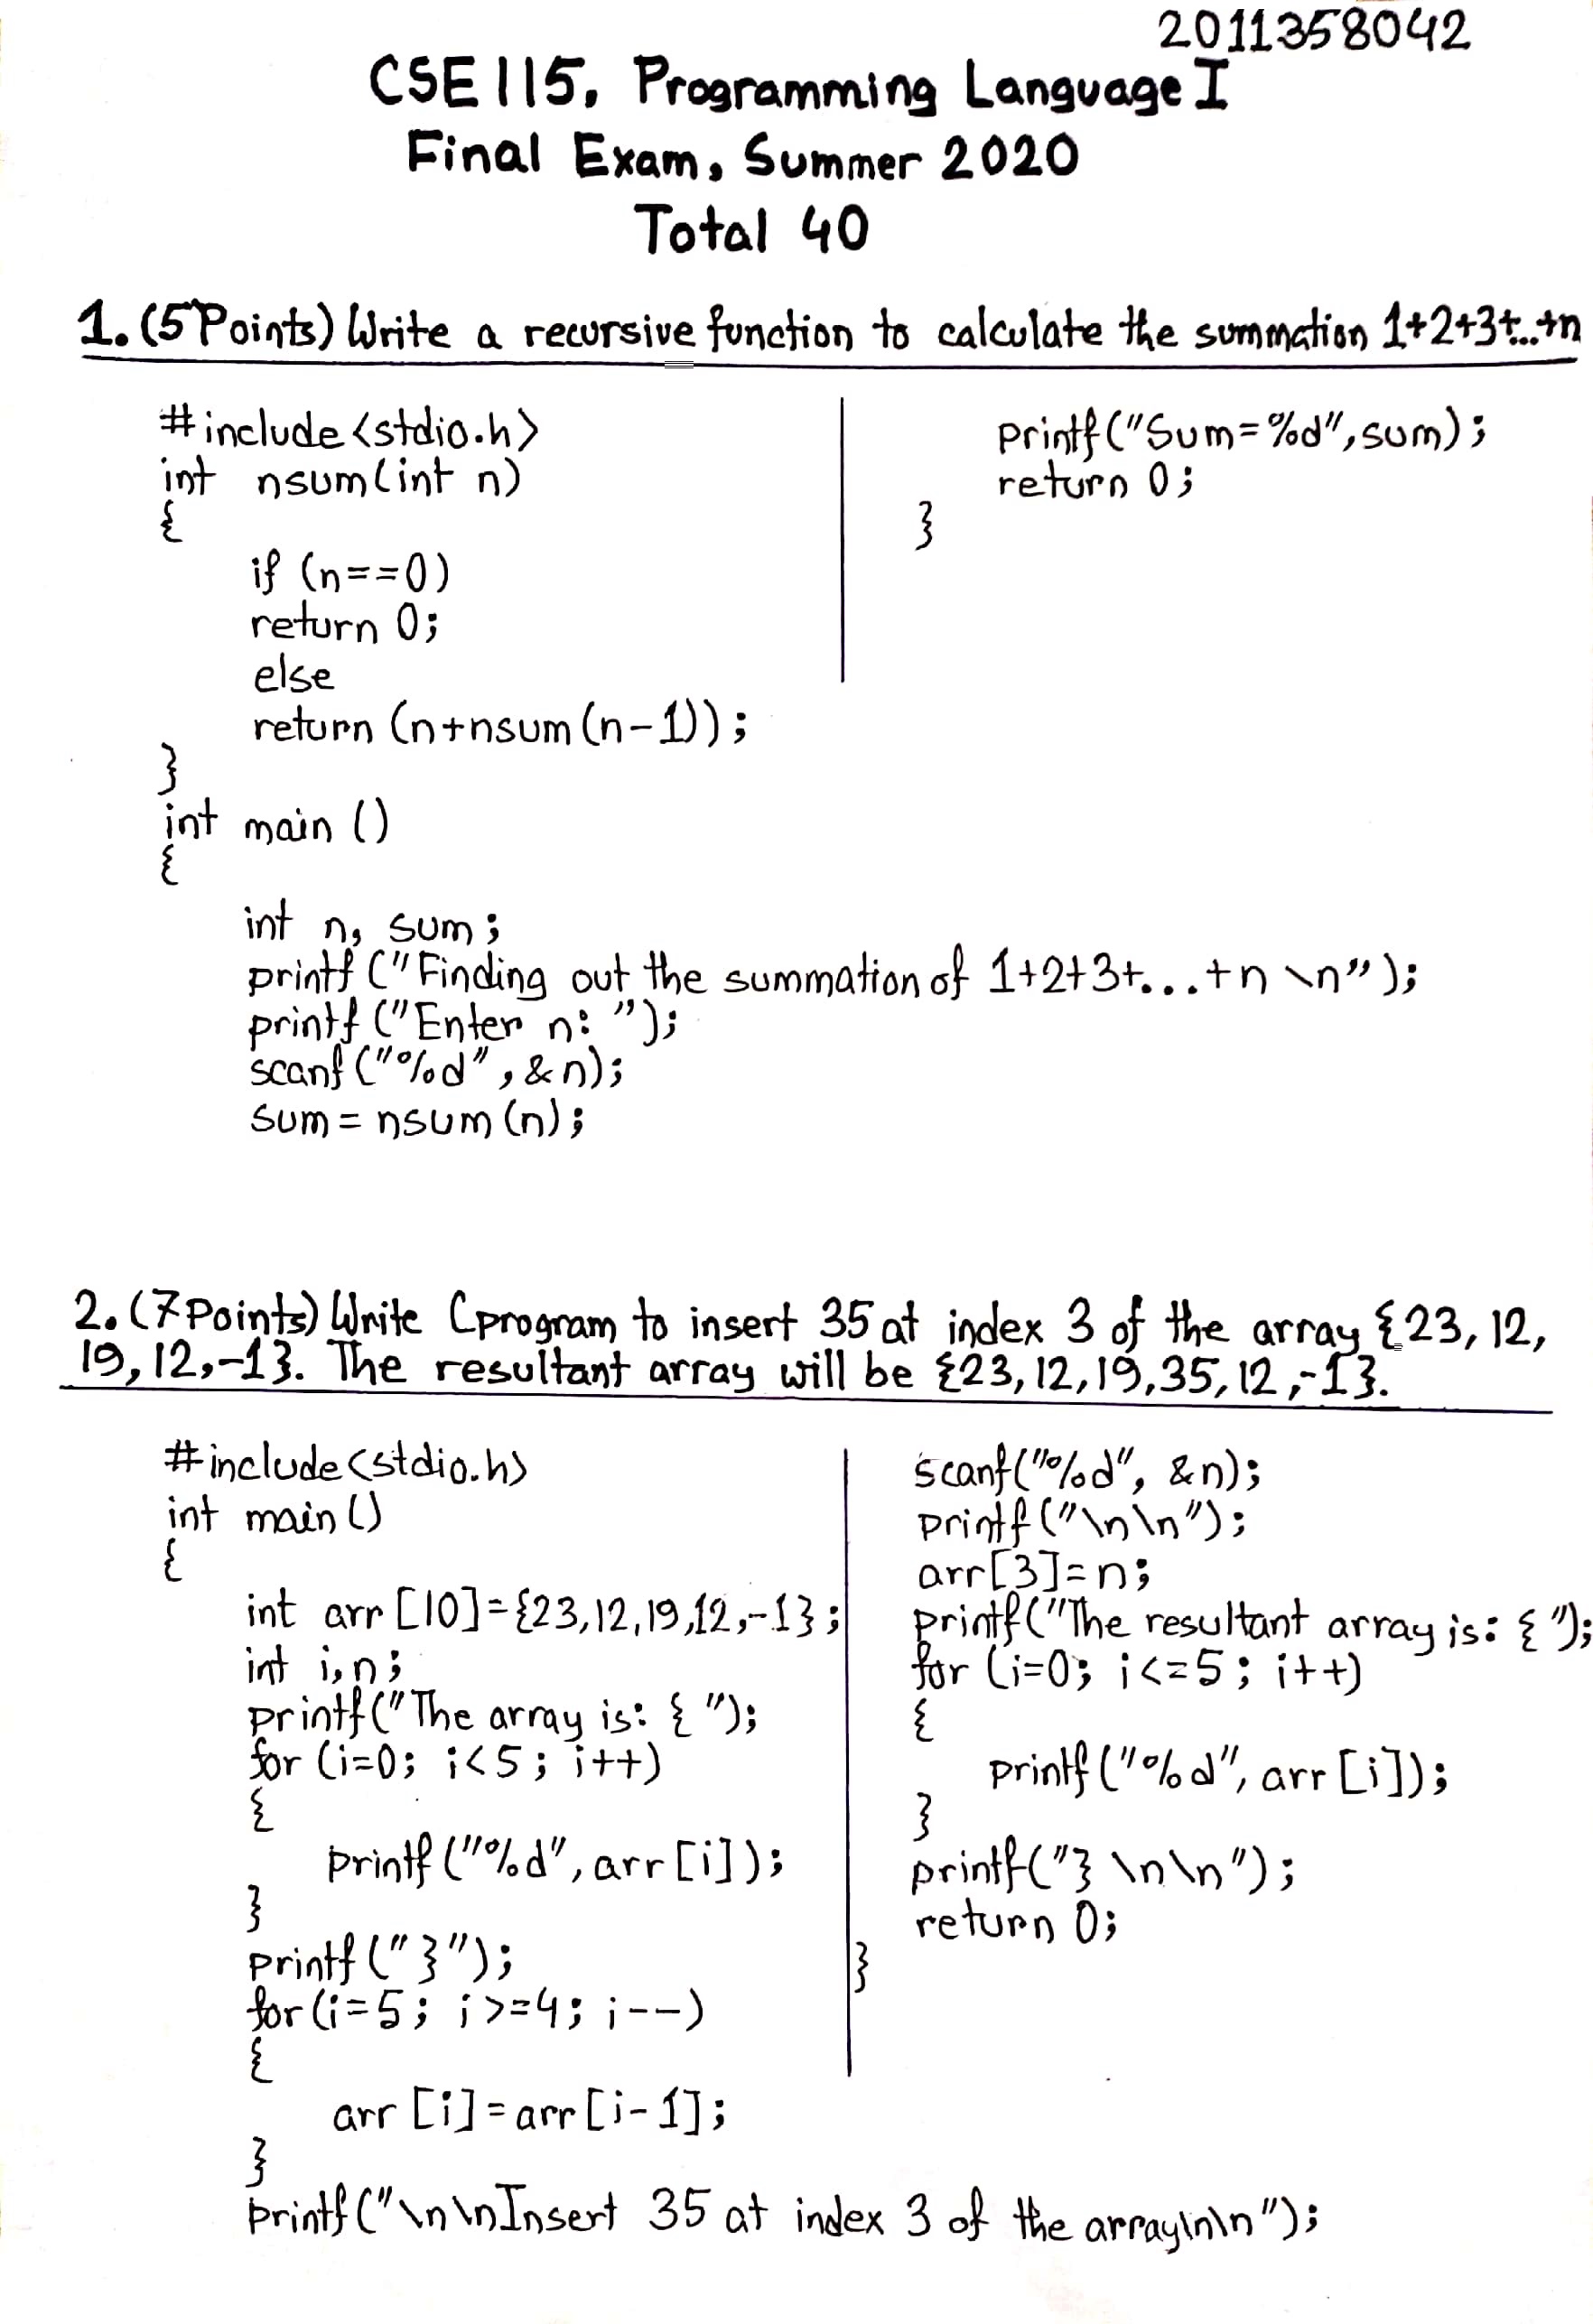 2011358042
CSE 115, Programming Language I
Final Exam, Summer 2020
Total 40
1. (5 Points) Write a recursive function to calculate the summation 1+2+3+...+n
#include<stdio.h>
int nsum(int n)
{
if (n==0)
return 0;
else
return (n+nsum(n-1));
}
int main ()
{
int n, sum;
printf ("Finding out the summation of 1+2+3+...+n \n");
printf ("Enter n: ");
scanf ("%d", &n);
sum = nsum (n);
printf ("Sum=%d", sum);
return 0;
}
2. (7 Points) Write C program to insert 35 at index 3 of the array {23, 12,
19, 12, -1}. The resultant array will be {23, 12, 19, 35, 12, -1}.
#include<stdio.h>
int main ()
{
int arr [10] = {23, 12, 19, 12, -1};
int i, n;
printf("The array is: { ");
for (i=0; i<5; i++)
{
printf ("%d", arr [i]);
}
printf (" }");
for (i=5; i>=4; i--)
{
arr [i] = arr [i-1];
}
printf ("\n\nInsert 35 at index 3 of the array\n\n");
scanf("%d", &n);
printf ("\n\n");
arr[3]=n;
printf("The resultant array is: { ");
for (i=0; i<=5; i++)
{
printf ("%d", arr [i]);
}
printf("} \n\n");
return 0;
}